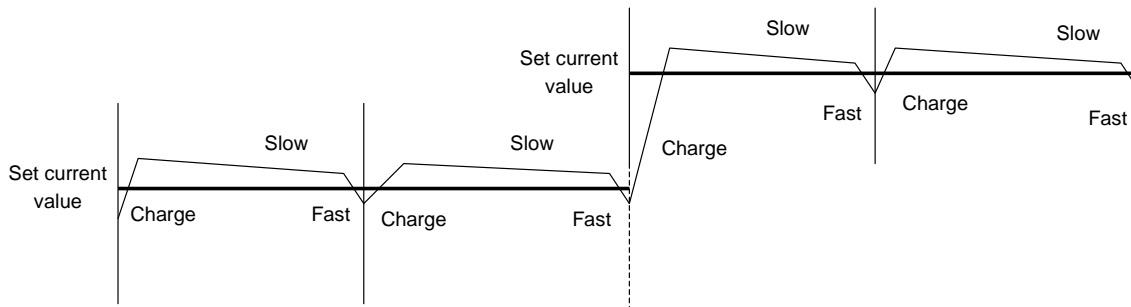 Slow
Slow
Set current
value
Fast
Charge
Fast
Charge
Slow
Slow
Set current
value
Charge
Fast
Charge
Fast